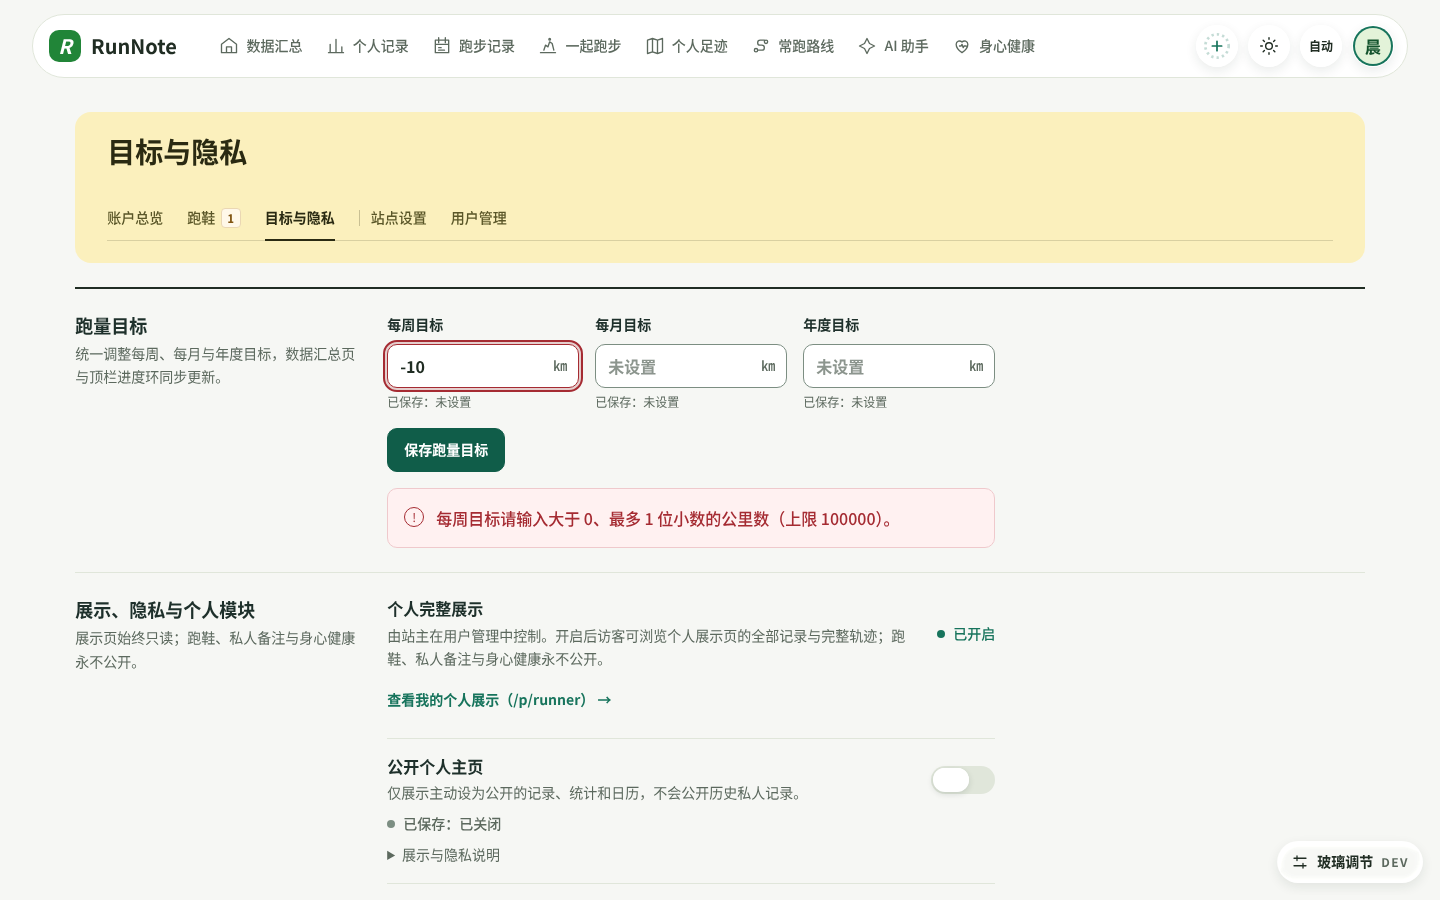 R RunNote 数据汇总 个人记录 跑步记录 一起跑步 个人足迹 常跑路线 AI 助手 身心健康 自动 晨
目标与隐私
账户总览 跑鞋 1 目标与隐私 站点设置 用户管理
跑量目标
统一调整每周、每月与年度目标，数据汇总页
与顶栏进度环同步更新。
每周目标 每月目标 年度目标
-10 km 未设置 km 未设置 km
已保存：未设置 已保存：未设置 已保存：未设置
保存跑量目标
每周目标请输入大于 0、最多 1 位小数的公里数（上限 100000）。
展示、隐私与个人模块
展示页始终只读；跑鞋、私人备注与身心健康
永不公开。
个人完整展示
由站主在用户管理中控制。开启后访客可浏览个人展示页的全部记录与完整轨迹；跑
鞋、私人备注与身心健康永不公开。
已开启
查看我的个人展示（/p/runner） →
公开个人主页
仅展示主动设为公开的记录、统计和日历，不会公开历史私人记录。
已保存：已关闭
展示与隐私说明
玻璃调节 DEV